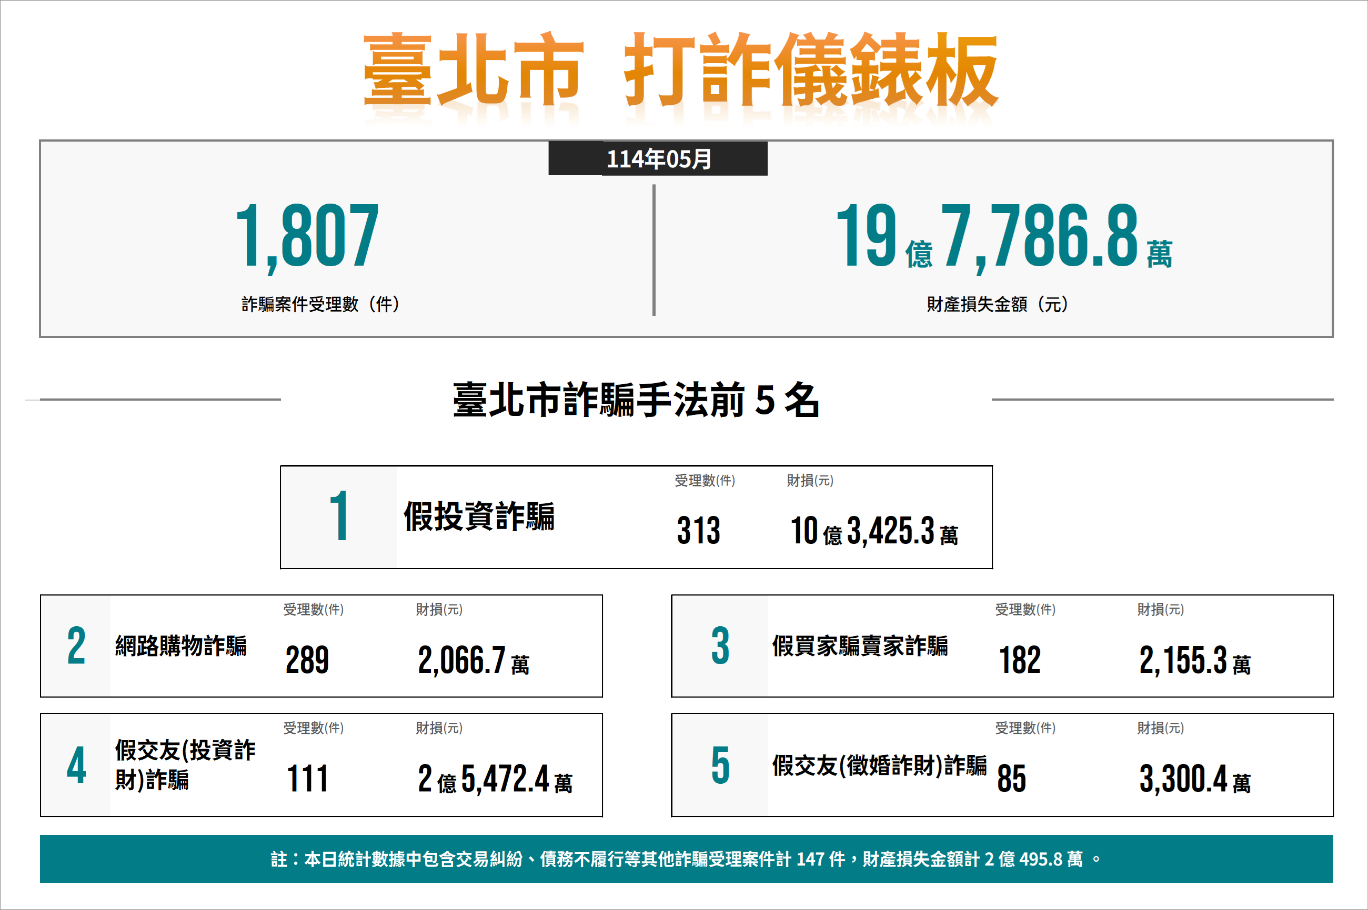 臺北市 打詐儀錶板
114年05月
1,807
詐騙案件受理數（件）
19 億 7,786.8 萬
財產損失金額（元）
臺北市詐騙手法前 5 名
1
假投資詐騙
受理數(件)
313
財損(元)
10 億 3,425.3 萬
2
網路購物詐騙
受理數(件)
289
財損(元)
2,066.7 萬
3
假買家騙賣家詐騙
受理數(件)
182
財損(元)
2,155.3 萬
4
假交友(投資詐
財)詐騙
受理數(件)
111
財損(元)
2 億 5,472.4 萬
5
假交友(徵婚詐財)詐騙
受理數(件)
85
財損(元)
3,300.4 萬
註：本日統計數據中包含交易糾紛、債務不履行等其他詐騙受理案件計 147 件，財產損失金額計 2 億 495.8 萬 。